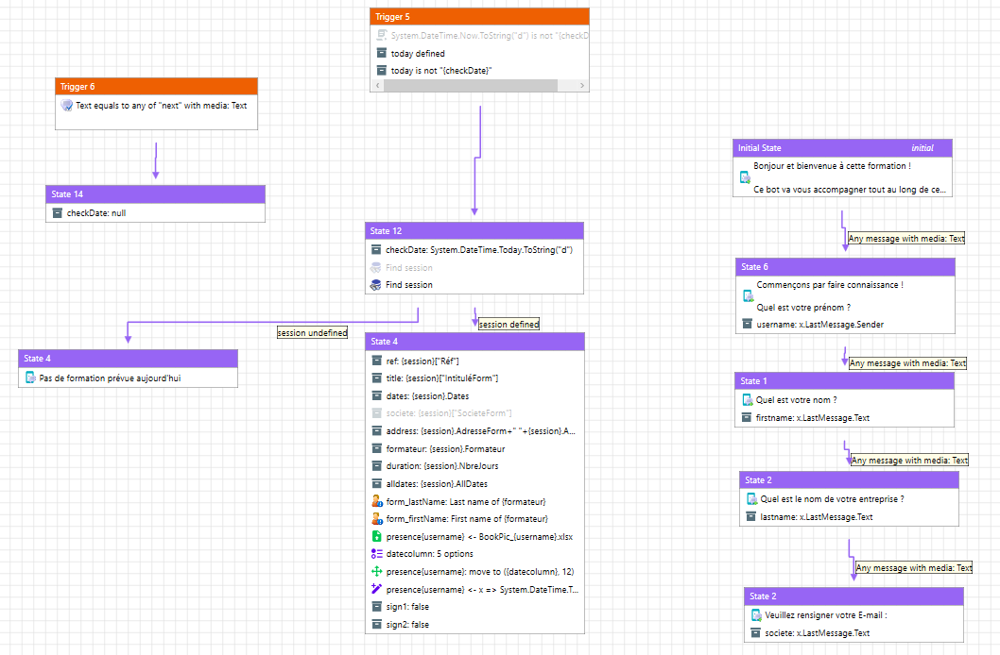 Trigger 5
System.DateTime.Now.ToString("d") is not "{checkD
today defined
today is not "{checkDate}"
Trigger 6
Text equals to any of "next" with media: Text
State 14
checkDate: null
State 12
checkDate: System.DateTime.Today.ToString("d")
Find session
Find session
session undefined
session defined
State 4
Pas de formation prévue aujourd'hui
State 4
ref: {session}["Réf"]
title: {session}["IntituléForm"]
dates: {session}.Dates
societe: {session}["SocieteForm"]
address: {session}.AdresseForm+" "+{session}.A...
formateur: {session}.Formateur
duration: {session}.NbreJours
alldates: {session}.AllDates
form_lastName: Last name of {formateur}
form_firstName: First name of {formateur}
presence{username} <- BookPic_{username}.xlsx
datecolumn: 5 options
presence{username}: move to ({datecolumn}, 12)
presence{username} <- x => System.DateTime.T...
sign1: false
sign2: false
Initial State initial
Bonjour et bienvenue à cette formation !
Ce bot va vous accompagner tout au long de ce...
Any message with media: Text
State 6
Commençons par faire connaissance !
Quel est votre prénom ?
username: x.LastMessage.Sender
Any message with media: Text
State 1
Quel est votre nom ?
firstname: x.LastMessage.Text
Any message with media: Text
State 2
Quel est le nom de votre entreprise ?
lastname: x.LastMessage.Text
Any message with media: Text
State 2
Veuillez rensigner votre E-mail :
societe: x.LastMessage.Text